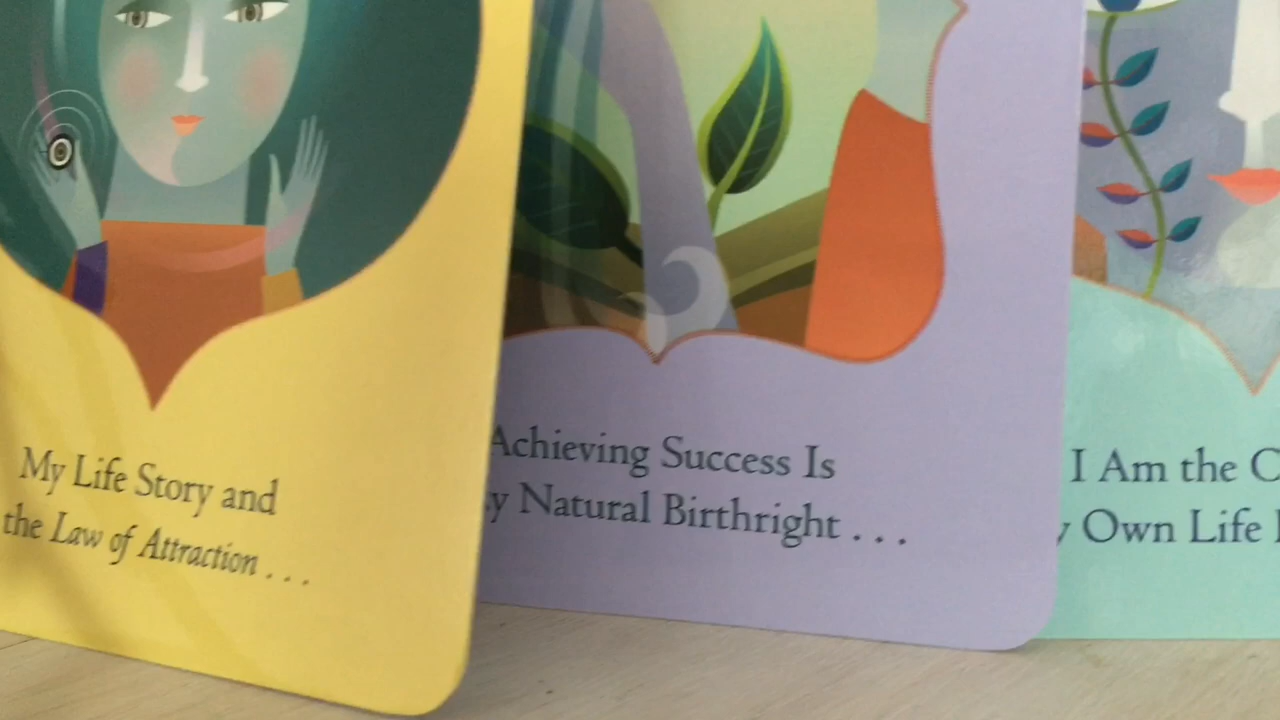 My Life Story and
the Law of Attraction . . .
Achieving Success Is
Natural Birthright . . .
I Am the
Own Life